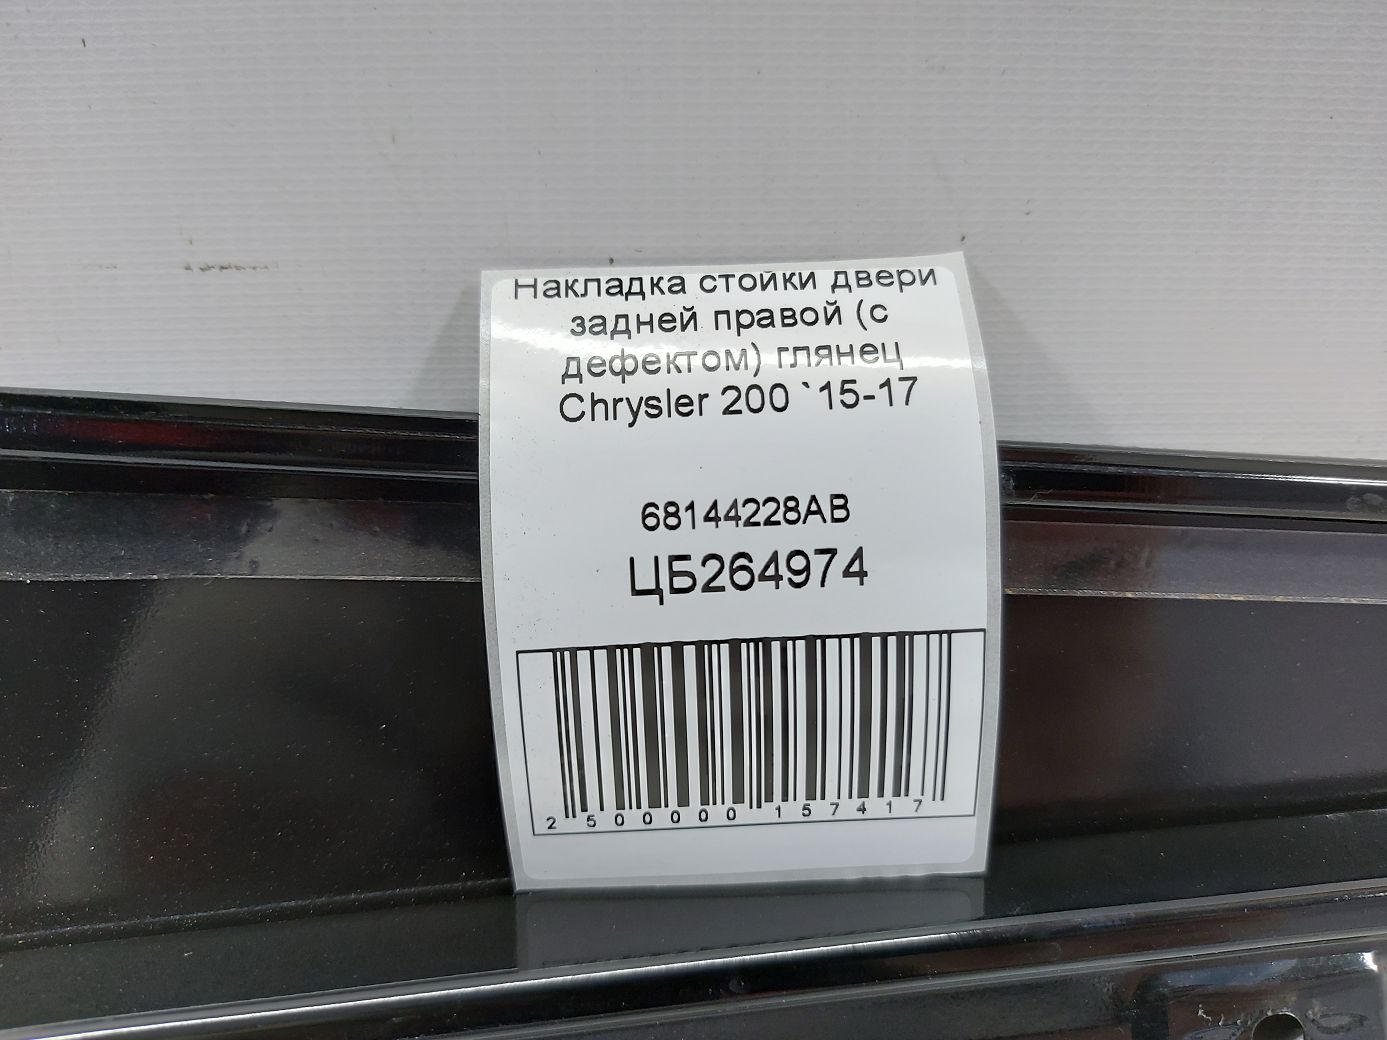 Накладка стойки двери
задней правой (с
дефектом) глянец
Chrysler 200 `15-17
68144228AB
ЦБ264974
2 500000 157417